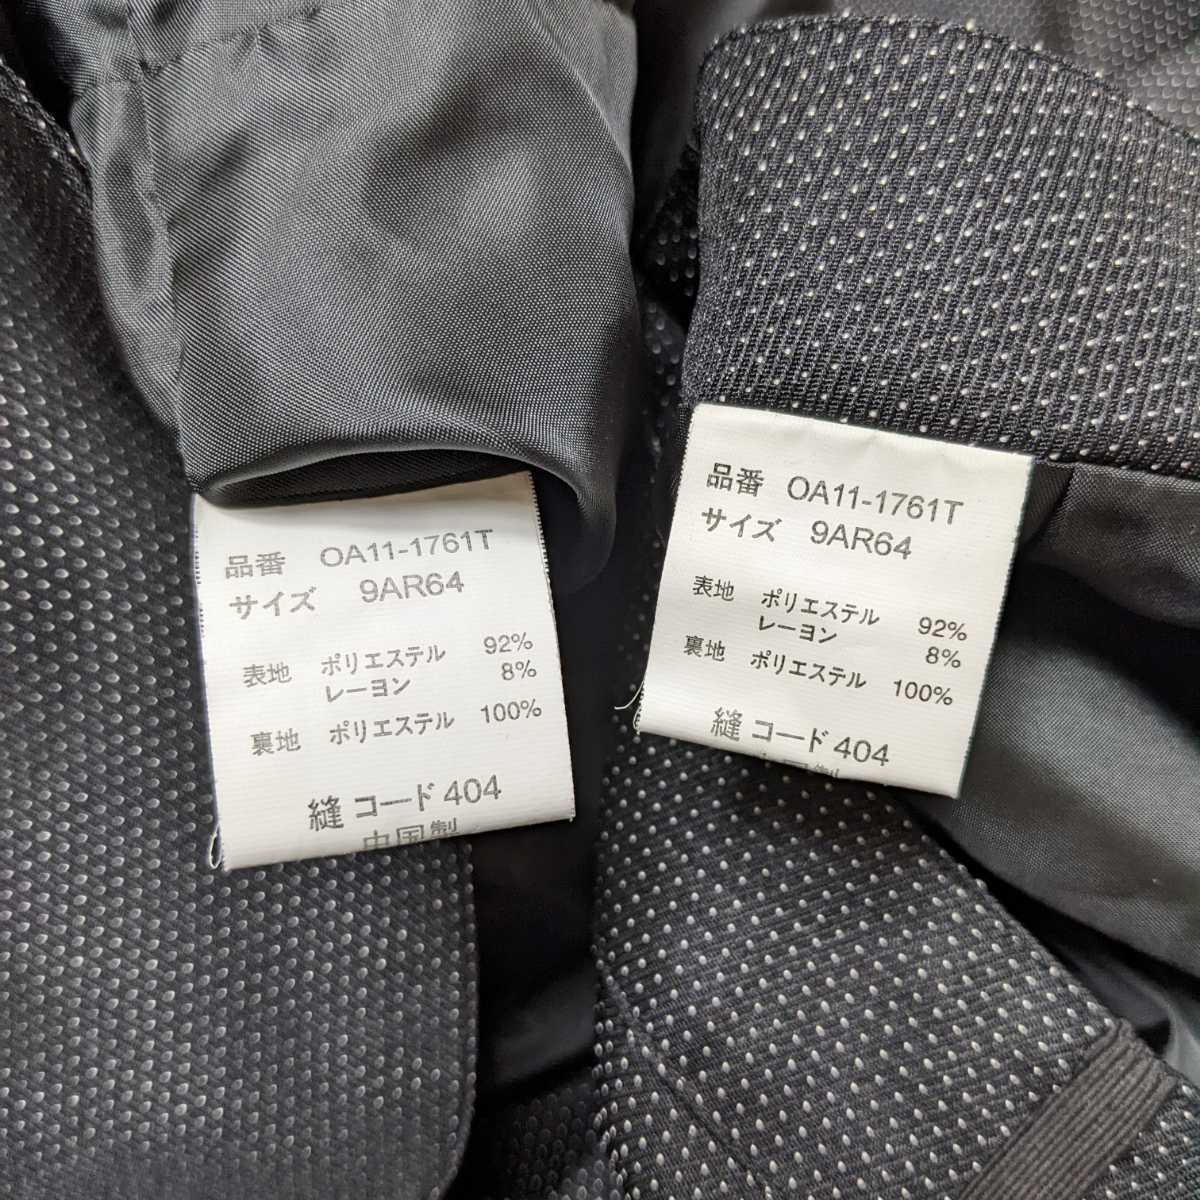 品番 OA11-1761T
サイズ 9AR64
表地 ポリエステル 92%
レーヨン 8%
裏地 ポリエステル 100%
縫 コード 404
中国製
品番 OA11-1761T
サイズ 9AR64
表地 ポリエステル 92%
レーヨン 8%
裏地 ポリエステル 100%
縫 コード 404
中国製